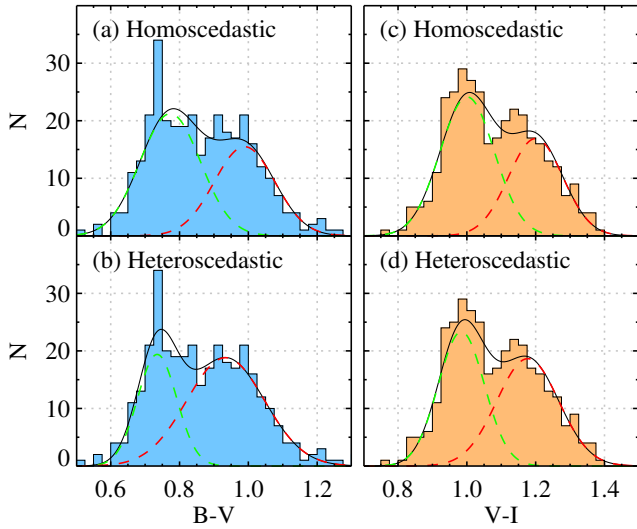 (a) Homoscedastic
(c) Homoscedastic
30
20
10
0
N
(b) Heteroscedastic
(d) Heteroscedastic
30
20
10
0
N
0.6 0.8 1.0 1.2
0.8 1.0 1.2 1.4
B-V
V-I